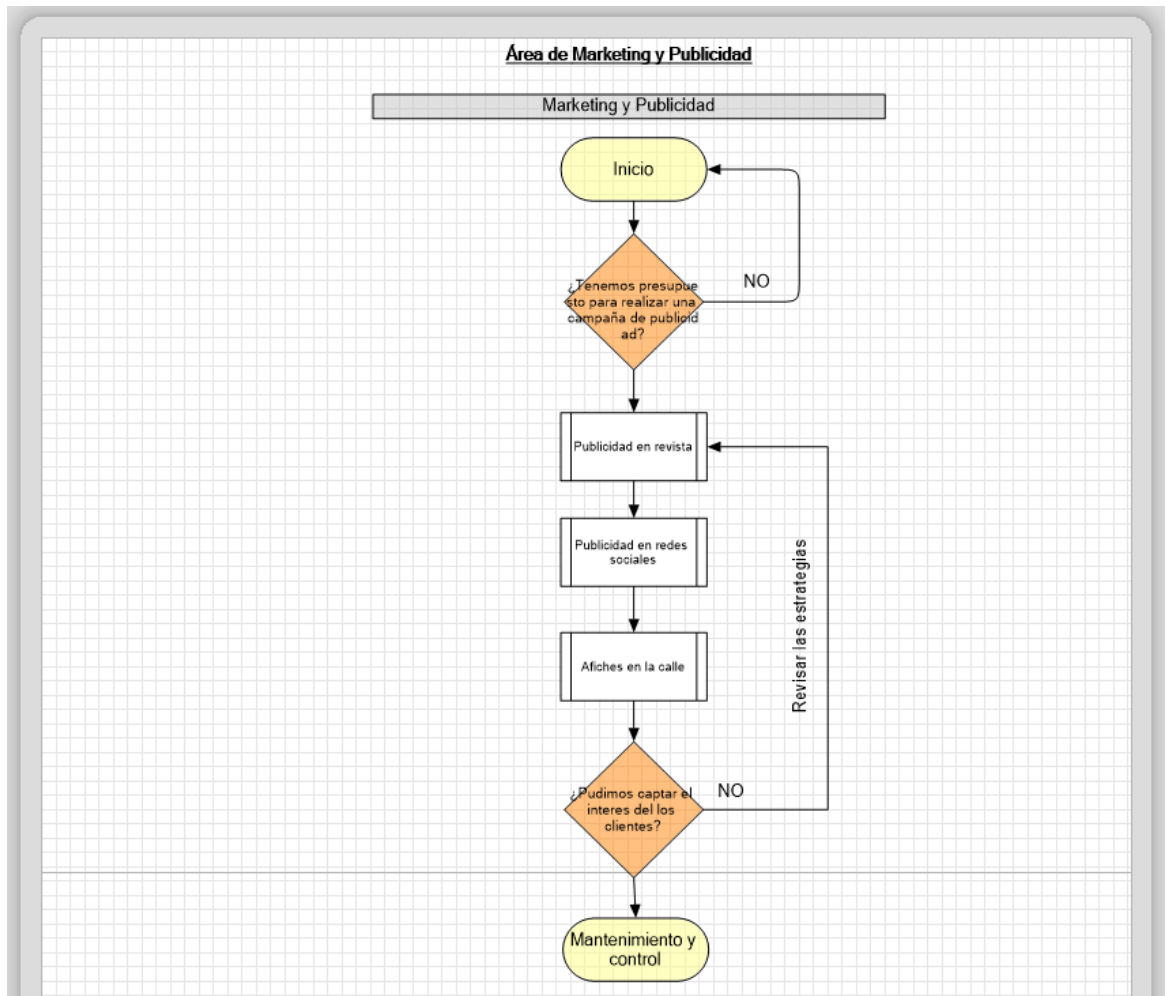 Área de Marketing y Publicidad
Marketing y Publicidad
Inicio
NO
¿Tenemos presupue
sto para realizar una
campaña de publicid
ad?
Publicidad en revista
Publicidad en redes
sociales
Revisar las estrategias
Afiches en la calle
NO
¿Pudimos captar el
interes del los
clientes?
Mantenimiento y
control